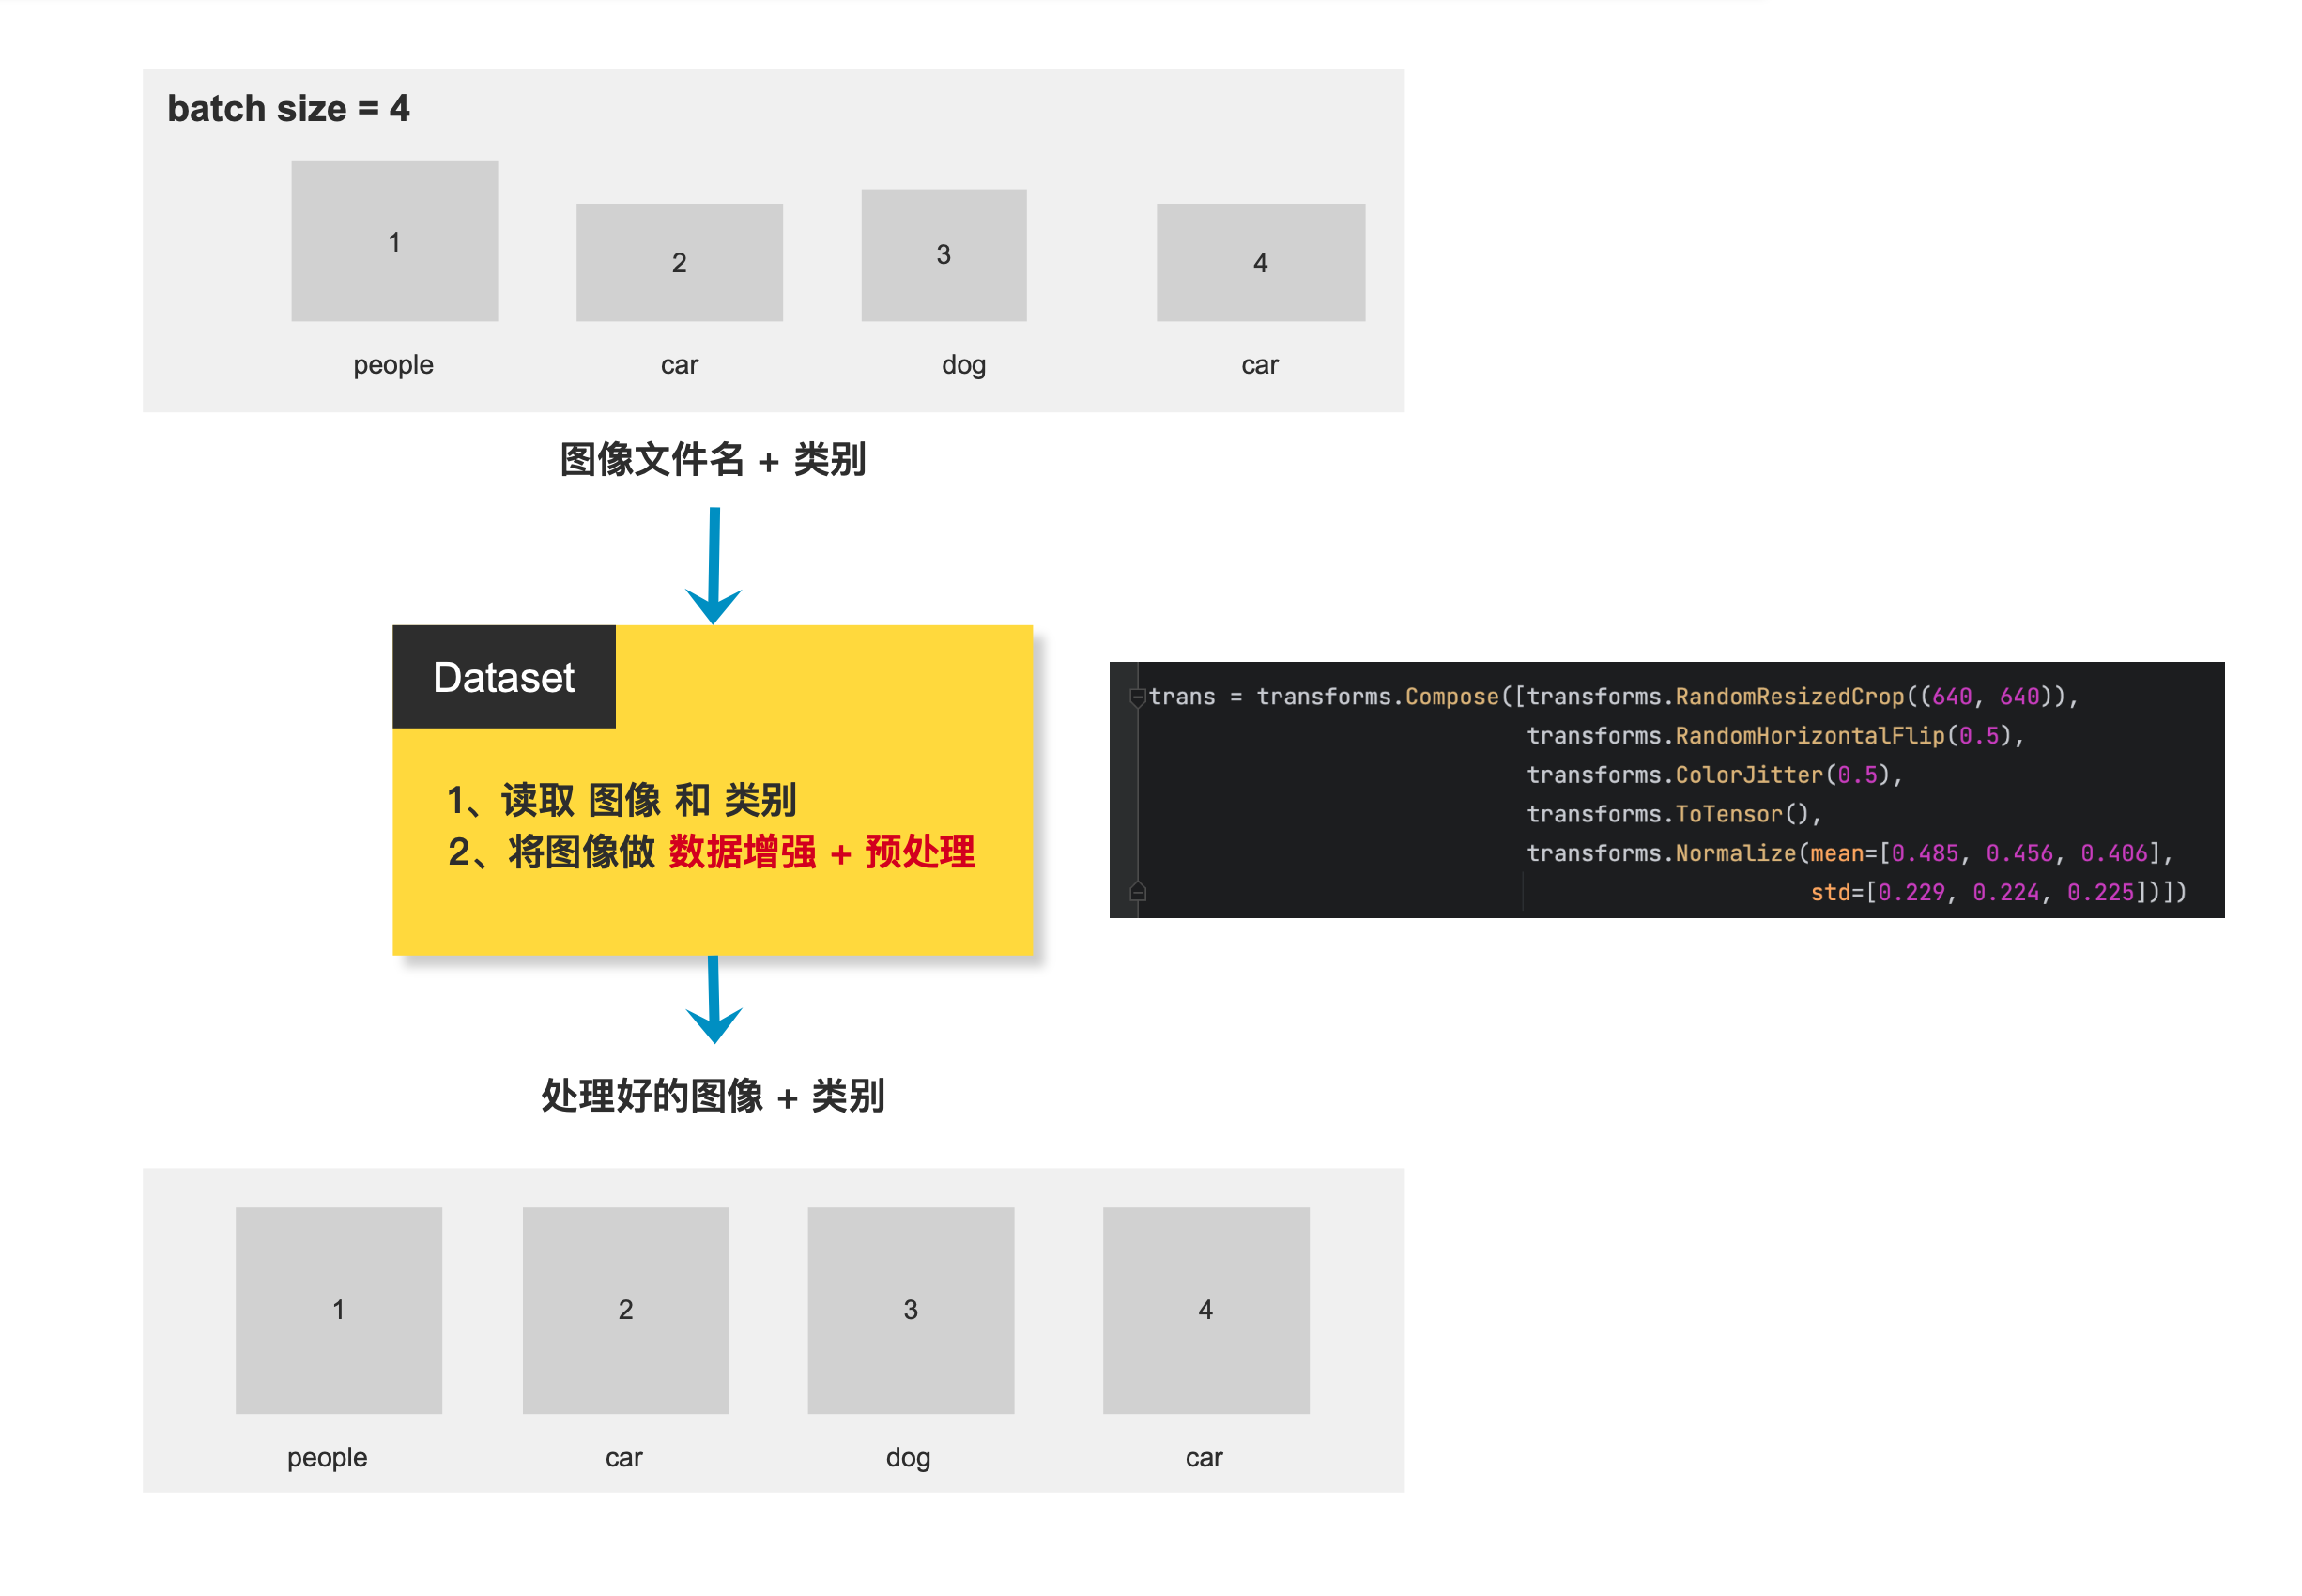 batch size = 4
1
2
3
4
people
car
dog
car
图像文件名 + 类别
Dataset
1、读取 图像 和 类别
2、将图像做 数据增强 + 预处理
trans = transforms.Compose([transforms.RandomResizedCrop((640, 640)),
transforms.RandomHorizontalFlip(0.5),
transforms.ColorJitter(0.5),
transforms.ToTensor(),
transforms.Normalize(mean=[0.485, 0.456, 0.406],
std=[0.229, 0.224, 0.225])])
处理好的图像 + 类别
1
2
3
4
people
car
dog
car